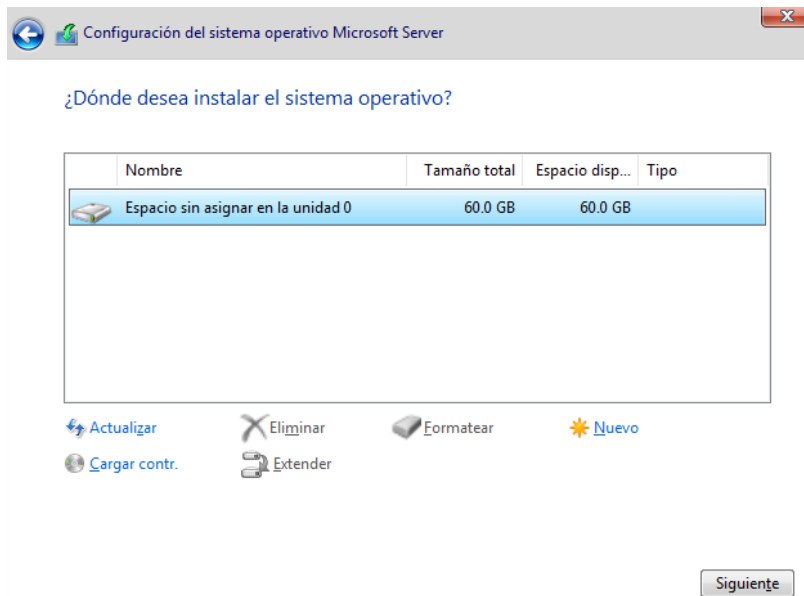 Configuración del sistema operativo Microsoft Server
¿Dónde desea instalar el sistema operativo?
Nombre Tamaño total Espacio disp... Tipo
Espacio sin asignar en la unidad 0 60.0 GB 60.0 GB
Actualizar Eliminar Formatear Nuevo
Cargar contr. Extender
Siguiente